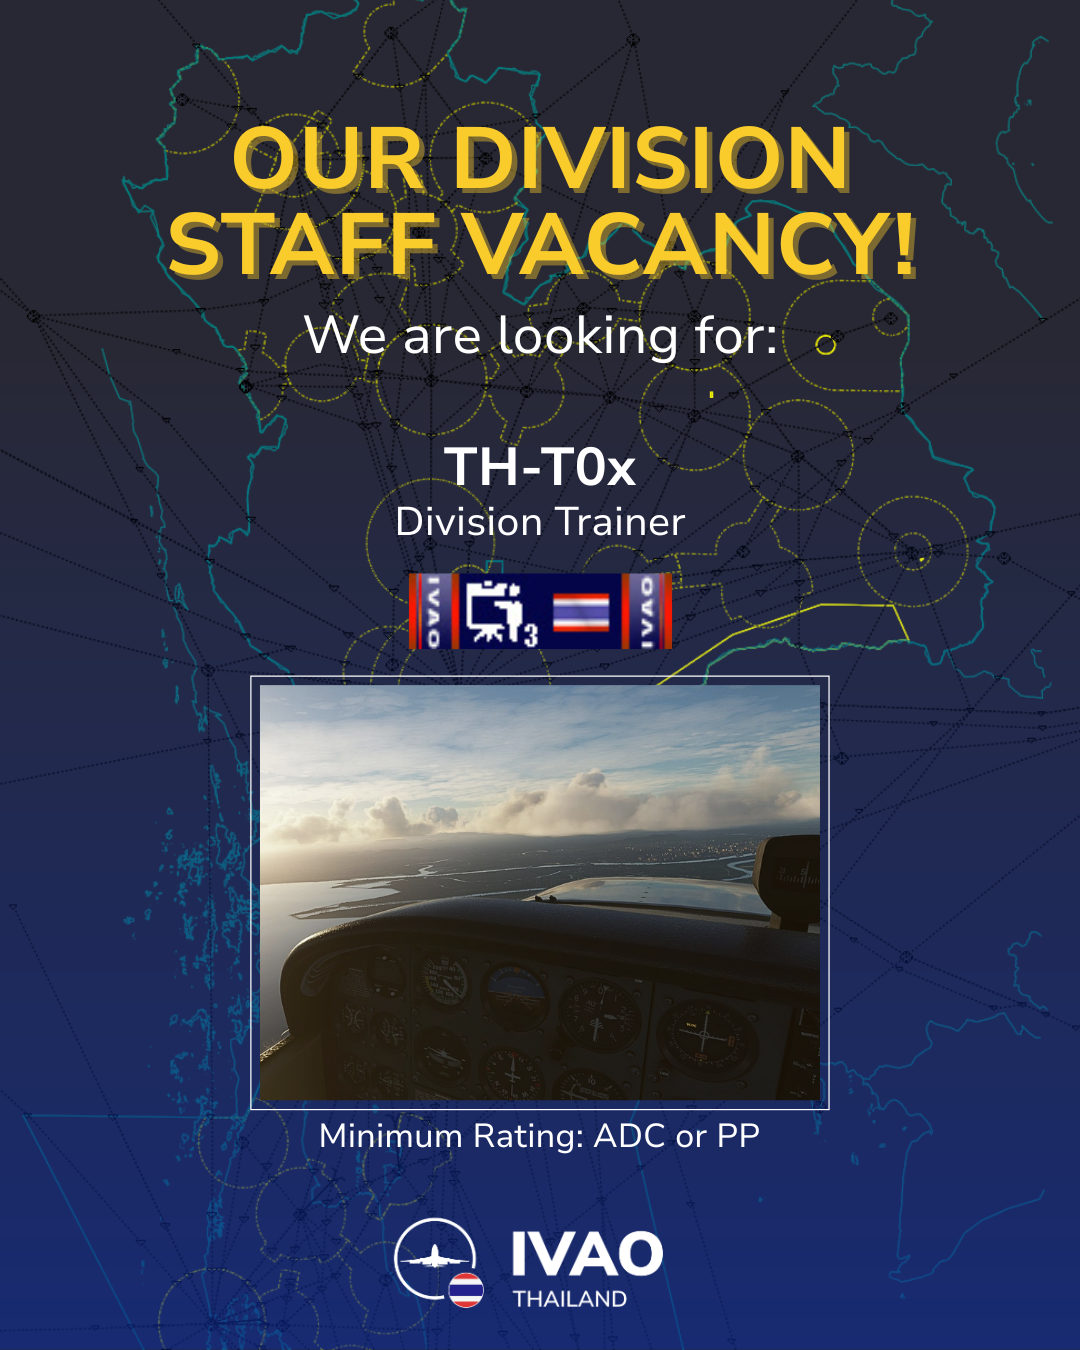 OUR DIVISION
STAFF VACANCY!
We are looking for:
TH-T0x
Division Trainer
IVAO
3
IVAO
Minimum Rating: ADC or PP
IVAO
THAILAND